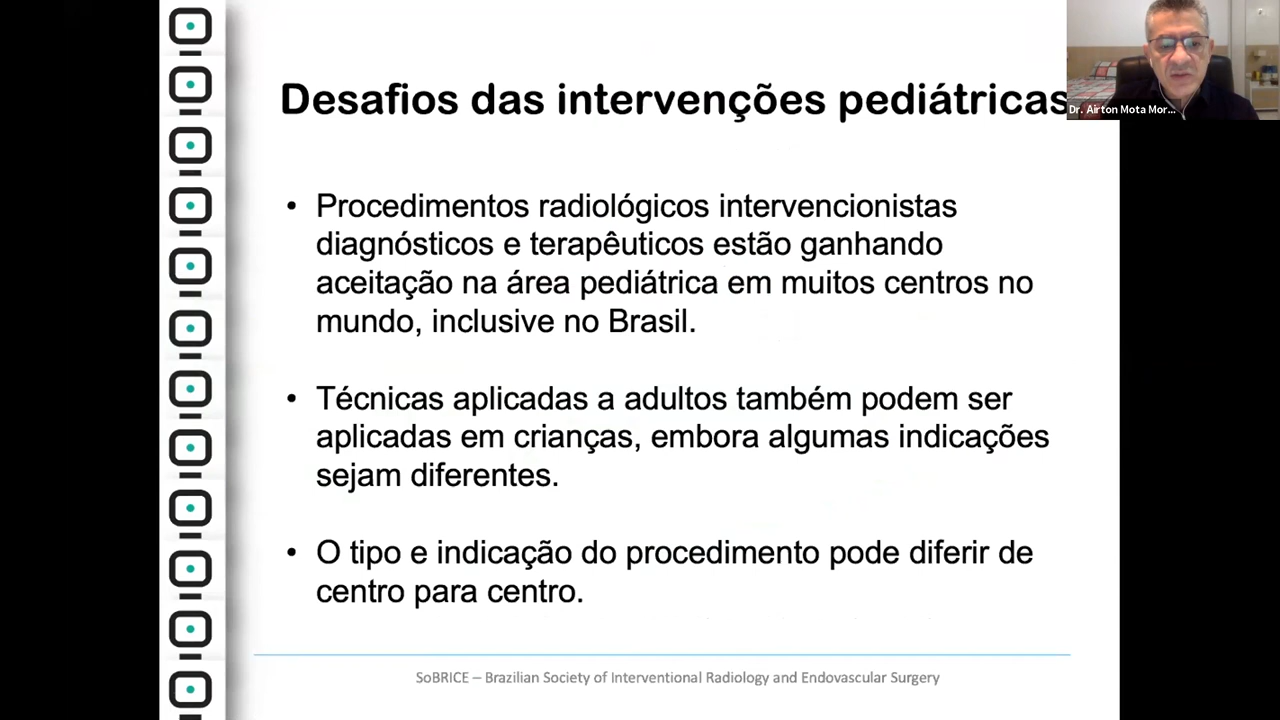 Desafios das intervenções pediátricas
Dr. Airton Mota Mor...
• Procedimentos radiológicos intervencionistas
diagnósticos e terapêuticos estão ganhando
aceitação na área pediátrica em muitos centros no
mundo, inclusive no Brasil.
• Técnicas aplicadas a adultos também podem ser
aplicadas em crianças, embora algumas indicações
sejam diferentes.
• O tipo e indicação do procedimento pode diferir de
centro para centro.
SoBRICE – Brazilian Society of Interventional Radiology and Endovascular Surgery